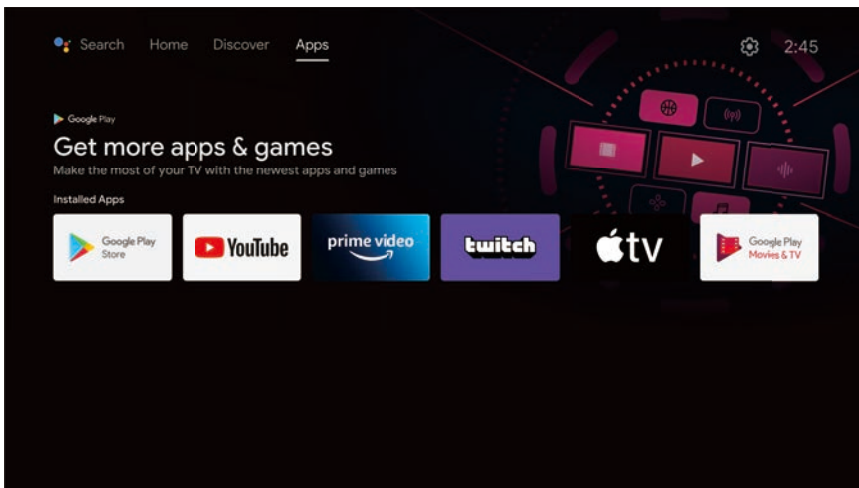 Search Home Discover Apps 2:45
Google Play
Get more apps & games
Make the most of your TV with the newest apps and games
Installed Apps
Google Play
Store
YouTube
prime video
twitch
tv
Google Play
Movies & TV